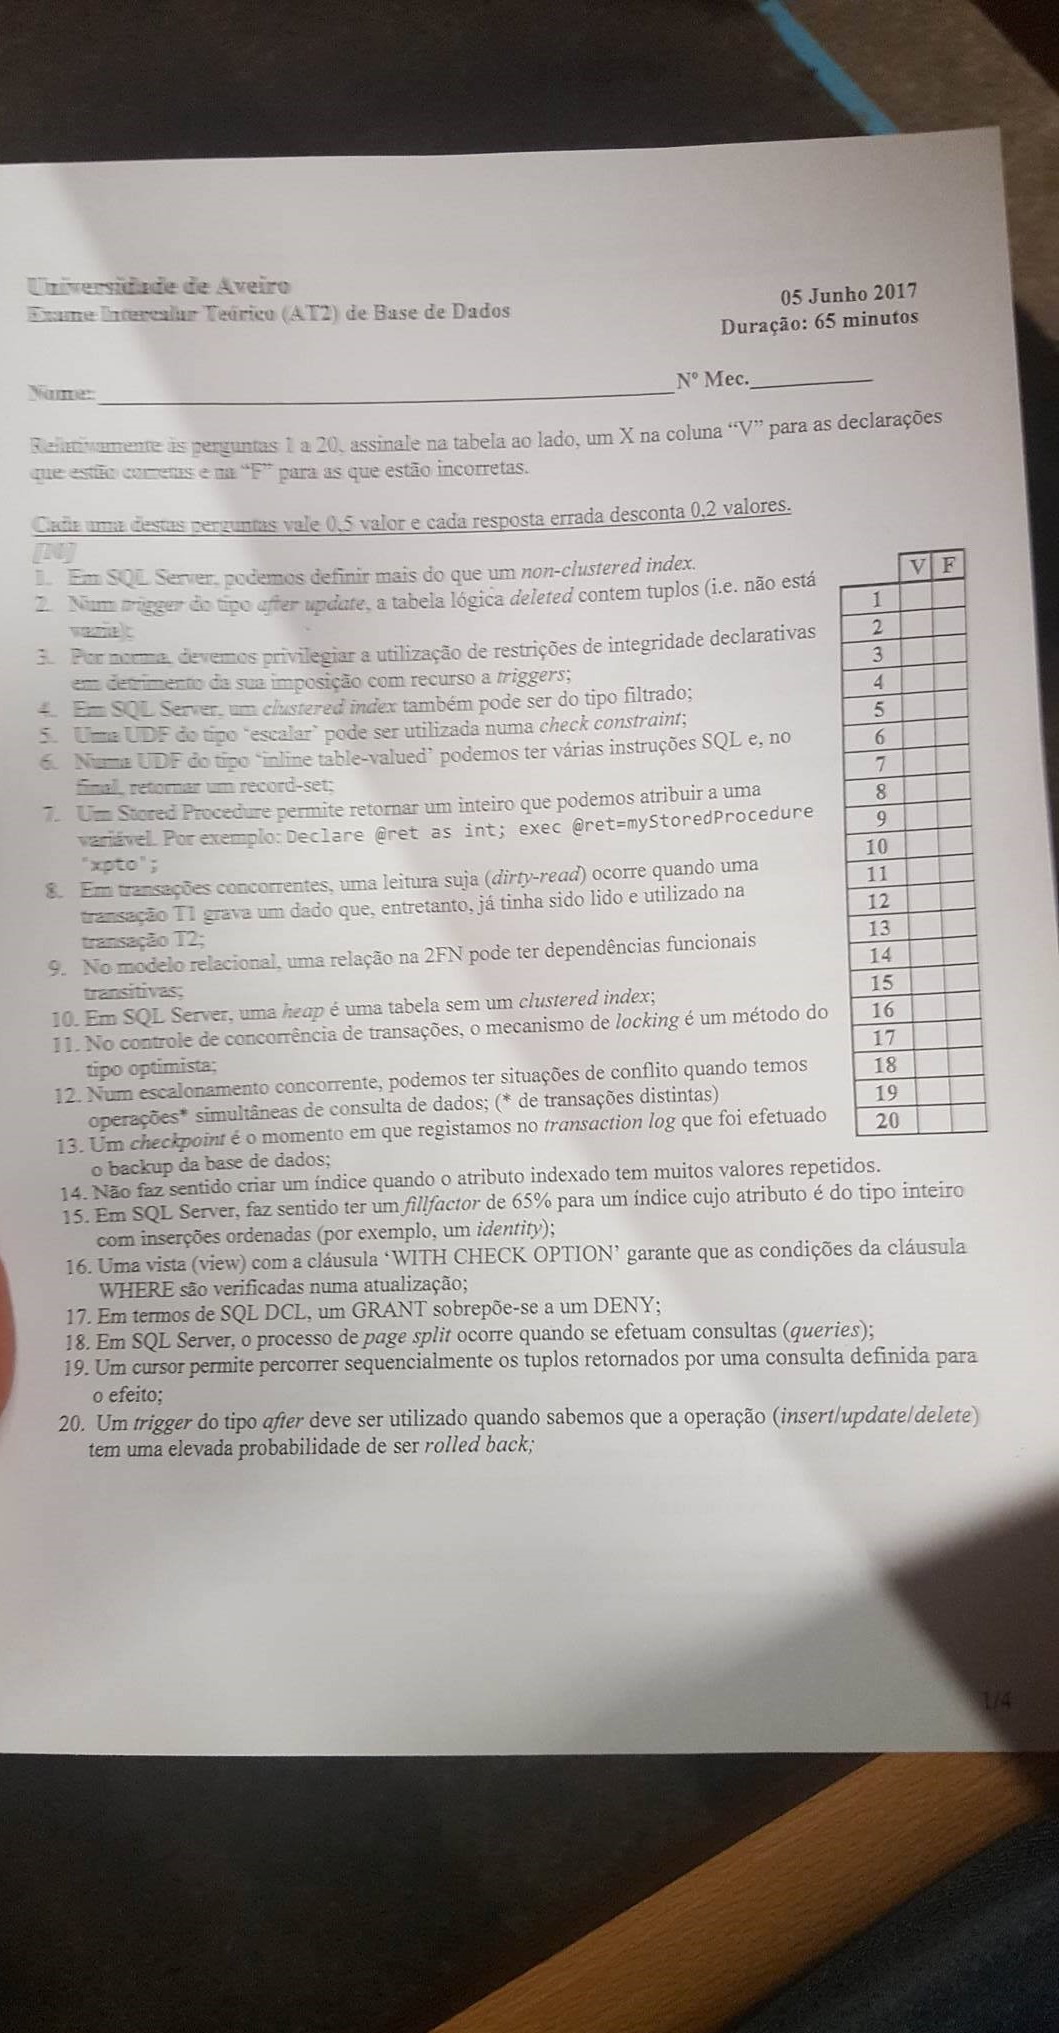 Universidade de Aveiro
Exame Intercalar Teórico (AT2) de Base de Dados
05 Junho 2017
Duração: 65 minutos
Nome:
Nº Mec.
Relativamente às perguntas 1 a 20, assinale na tabela ao lado, um X na coluna “V” para as declarações
que estão corretas e na “F” para as que estão incorretas.
Cada uma destas perguntas vale 0,5 valor e cada resposta errada desconta 0,2 valores.
1. Em SQL Server, podemos definir mais do que um non-clustered index.
2. Num trigger do tipo after update, a tabela lógica deleted contem tuplos (i.e. não está
vazia);
3. Por norma, devemos privilegiar a utilização de restrições de integridade declarativas
em detrimento da sua imposição com recurso a triggers;
4. Em SQL Server, um clustered index também pode ser do tipo filtrado;
5. Uma UDF do tipo ‘escalar’ pode ser utilizada numa check constraint;
6. Numa UDF do tipo ‘inline table-valued’ podemos ter várias instruções SQL e, no
final, retornar um record-set;
7. Um Stored Procedure permite retornar um inteiro que podemos atribuir a uma
variável. Por exemplo: Declare @ret as int; exec @ret=myStoredProcedure
'xpto';
8. Em transações concorrentes, uma leitura suja (dirty-read) ocorre quando uma
transação T1 grava um dado que, entretanto, já tinha sido lido e utilizado na
transação T2;
9. No modelo relacional, uma relação na 2FN pode ter dependências funcionais
transitivas;
10. Em SQL Server, uma heap é uma tabela sem um clustered index;
11. No controle de concorrência de transações, o mecanismo de locking é um método do
tipo optimista;
12. Num escalonamento concorrente, podemos ter situações de conflito quando temos
operações* simultâneas de consulta de dados; (* de transações distintas)
13. Um checkpoint é o momento em que registamos no transaction log que foi efetuado
o backup da base de dados;
14. Não faz sentido criar um índice quando o atributo indexado tem muitos valores repetidos.
15. Em SQL Server, faz sentido ter um fillfactor de 65% para um índice cujo atributo é do tipo inteiro
com inserções ordenadas (por exemplo, um identity);
16. Uma vista (view) com a cláusula ‘WITH CHECK OPTION’ garante que as condições da cláusula
WHERE são verificadas numa atualização;
17. Em termos de SQL DCL, um GRANT sobrepõe-se a um DENY;
18. Em SQL Server, o processo de page split ocorre quando se efetuam consultas (queries);
19. Um cursor permite percorrer sequencialmente os tuplos retornados por uma consulta definida para
o efeito;
20. Um trigger do tipo after deve ser utilizado quando sabemos que a operação (insert/update/delete)
tem uma elevada probabilidade de ser rolled back;
V F
1
2
3
4
5
6
7
8
9
10
11
12
13
14
15
16
17
18
19
20
1/4